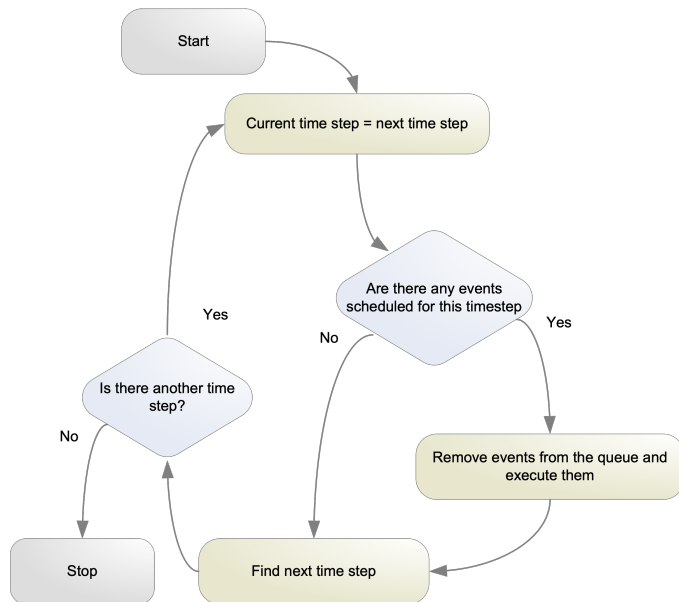 Start
Current time step = next time step
Are there any events
scheduled for this timestep
Yes
No
Yes
Is there another time
step?
No
Remove events from the queue and
execute them
Stop
Find next time step